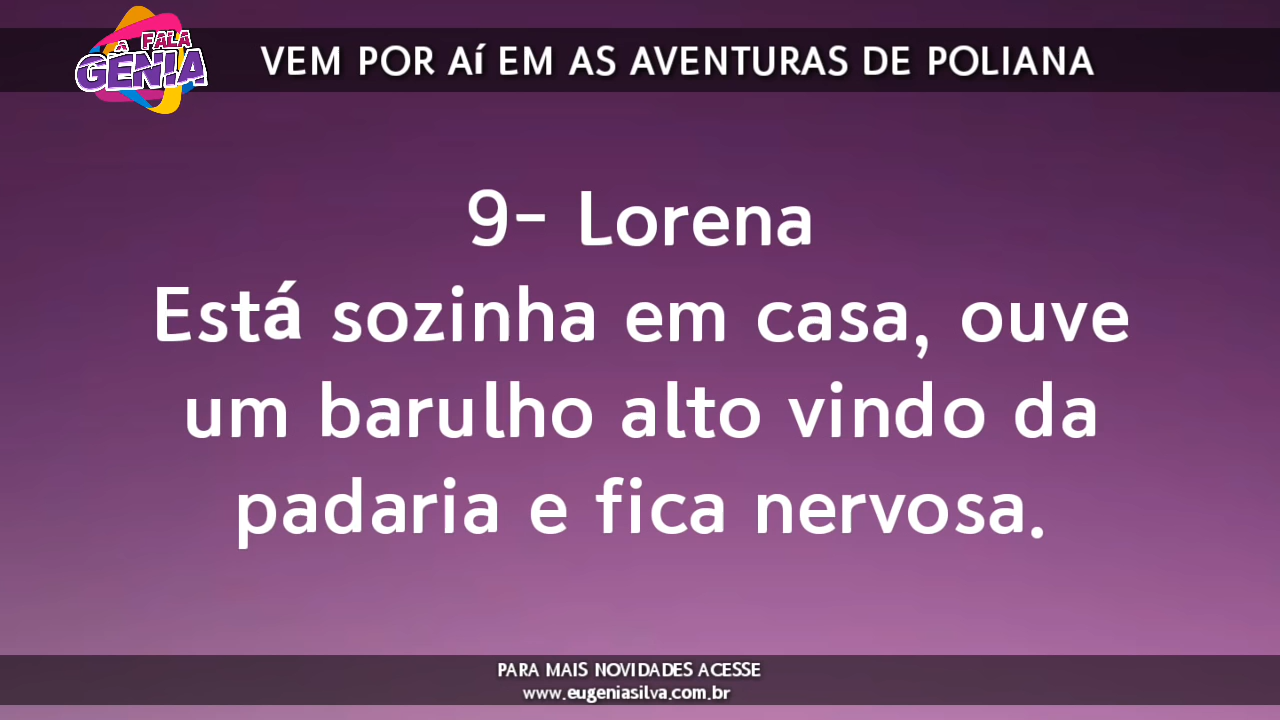 A FALA
GÊNIA
VEM POR Aí EM AS AVENTURAS DE POLIANA
9- Lorena
Está sozinha em casa, ouve
um barulho alto vindo da
padaria e fica nervosa.
PARA MAIS NOVIDADES ACESSE
www.eugeniasilva.com.br